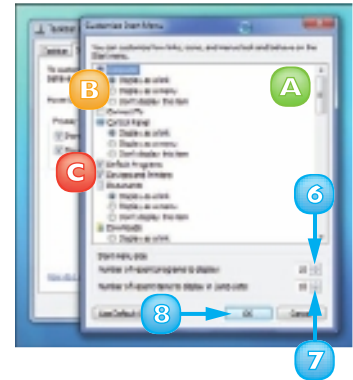 Customize Start Menu
You can customize how links, icons, and menus look and behave on the
Start menu.
A
Computer
Display as a link
B
Display as a menu
Don't display this item
Connect To
Control Panel
Display as a link
Display as a menu
Don't display this item
C
Default Programs
Devices and Printers
Documents
Display as a link
Display as a menu
Don't display this item
Downloads
Display as a link
6
Start menu size
Number of recent programs to display:
10
Number of recent items to display in Jump Lists:
10
Use Default
8
OK
Cancel
7